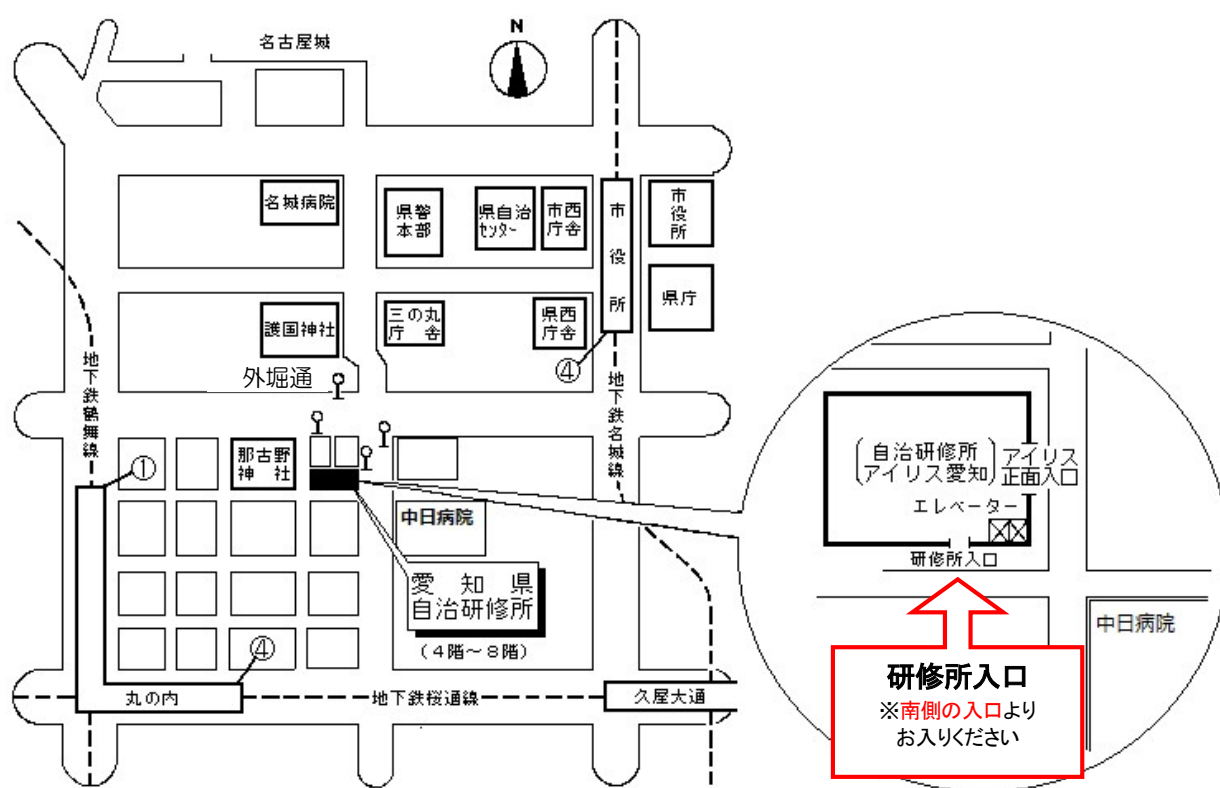 名古屋城
N
名城病院
県警
本部
県自治
センター
市西
庁舎
市役所
市役所
護国神社
三の丸
庁舎
県西
庁舎
県庁
④
外堀通
地下鉄鶴舞線
地下鉄名城線
①
那古野
神社
中日病院
愛知県
自治研修所
(4階～8階)
④
丸の内
地下鉄桜通線
久屋大通
自治研修所
アイリス愛知
アイリス
正面入口
エレベーター
研修所入口
中日病院
研修所入口
※南側の入口より
お入りください